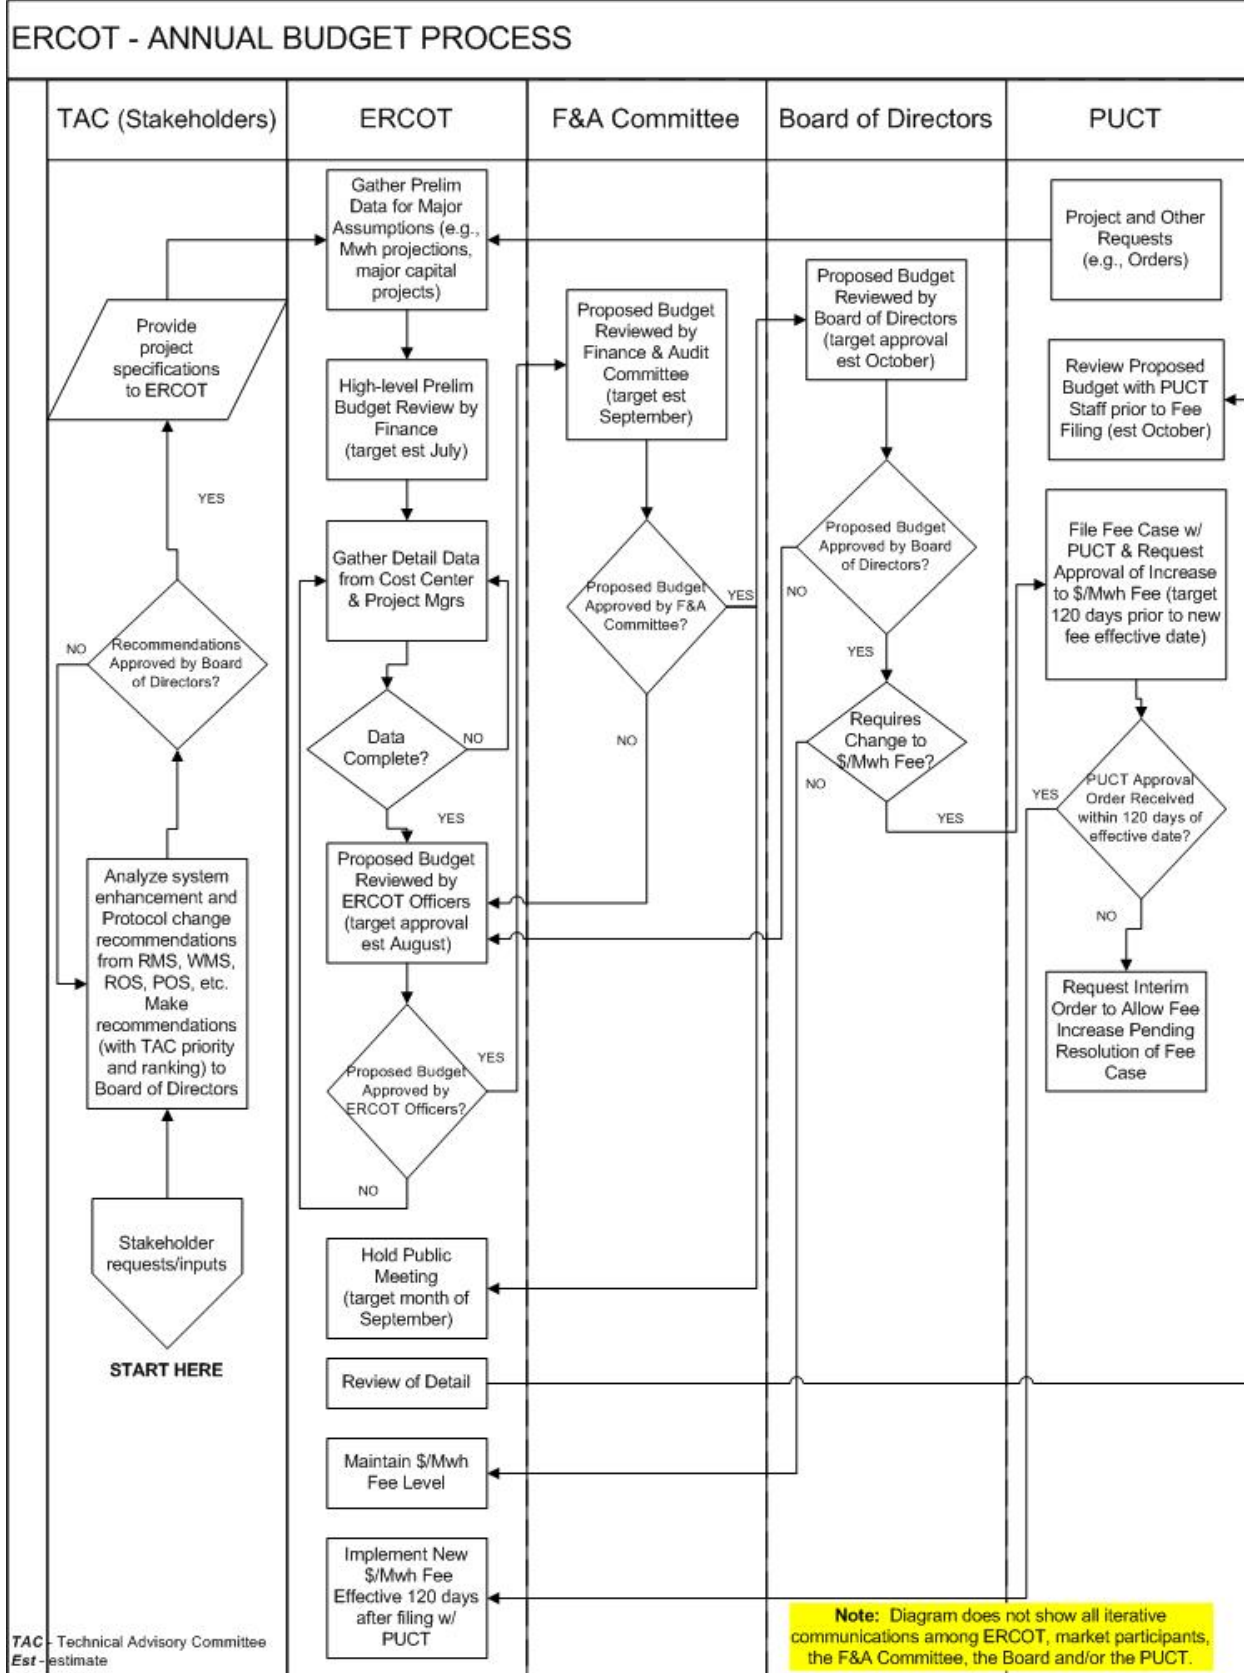 ERCOT - ANNUAL BUDGET PROCESS
TAC (Stakeholders)
ERCOT
F&A Committee
Board of Directors
PUCT
Provide
project
specifications
to ERCOT
YES
Recommendations
Approved by Board
of Directors?
NO
Analyze system
enhancement and
Protocol change
recommendations
from RMS, WMS,
ROS, POS, etc.
Make
recommendations
(with TAC priority
and ranking) to
Board of Directors
Stakeholder
requests/inputs
START HERE
Gather Prelim
Data for Major
Assumptions (e.g.,
Mwh projections,
major capital
projects)
High-level Prelim
Budget Review by
Finance
(target est July)
Gather Detail Data
from Cost Center
& Project Mgrs
Data
Complete?
NO
YES
Proposed Budget
Reviewed by
ERCOT Officers
(target approval
est August)
Proposed Budget
Approved by
ERCOT Officers?
YES
NO
Hold Public
Meeting
(target month of
September)
Review of Detail
Maintain $/Mwh
Fee Level
Implement New
$/Mwh Fee
Effective 120 days
after filing w/
PUCT
Proposed Budget
Reviewed by
Finance & Audit
Committee
(target est
September)
Proposed Budget
Approved by F&A
Committee?
YES
NO
Proposed Budget
Reviewed by
Board of Directors
(target approval
est October)
Proposed Budget
Approved by Board
of Directors?
NO
YES
Requires
Change to
$/Mwh Fee?
NO
YES
Project and Other
Requests
(e.g., Orders)
Review Proposed
Budget with PUCT
Staff prior to Fee
Filing (est October)
File Fee Case w/
PUCT & Request
Approval of Increase
to $/Mwh Fee (target
120 days prior to new
fee effective date)
PUCT Approval
Order Received
within 120 days of
effective date?
YES
NO
Request Interim
Order to Allow Fee
Increase Pending
Resolution of Fee
Case
TAC - Technical Advisory Committee
Est - estimate
Note: Diagram does not show all iterative
communications among ERCOT, market participants,
the F&A Committee, the Board and/or the PUCT.